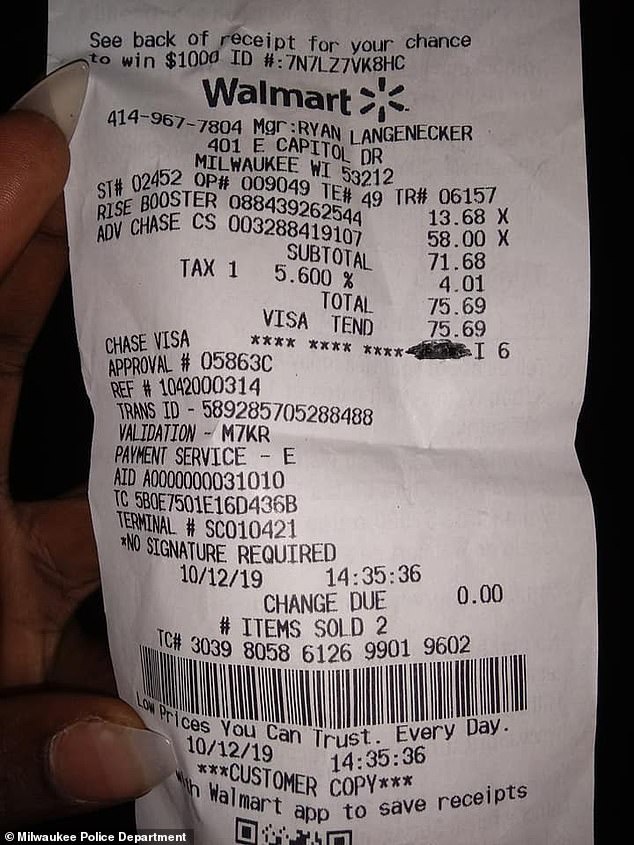 See back of receipt for your chance
to win $1000 ID #:7N7LZ7VK8HC
Walmart
414-967-7804 Mgr:RYAN LANGENECKER
401 E CAPITOL DR
MILWAUKEE WI 53212
ST# 02452 OP# 009049 TE# 49 TR# 06157
RISE BOOSTER 088439262544 13.68 X
ADV CHASE CS 003288419107 58.00 X
SUBTOTAL 71.68
TAX 1 5.600 % 4.01
TOTAL 75.69
VISA TEND 75.69
CHASE VISA **** **** **** I 6
APPROVAL # 05863C
REF # 1042000314
TRANS ID - 589285705288488
VALIDATION - M7KR
PAYMENT SERVICE - E
AID A0000000031010
TC 5B0E7501E16D436B
TERMINAL # SC010421
*NO SIGNATURE REQUIRED
10/12/19 14:35:36
CHANGE DUE 0.00
# ITEMS SOLD 2
TC# 3039 8058 6126 9901 9602
Low Prices You Can Trust. Every Day.
10/12/19 14:35:36
***CUSTOMER COPY***
Walmart app to save receipts
© Milwaukee Police Department